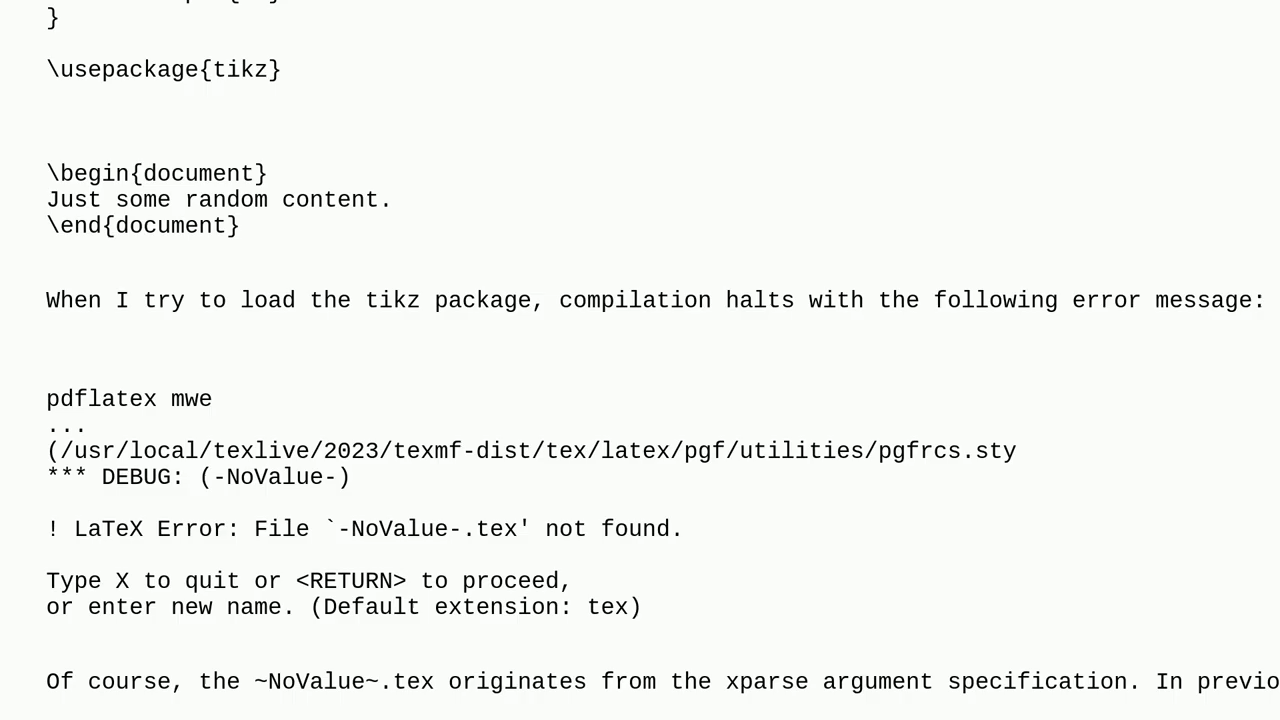 }
\usepackage{tikz}
\begin{document}
Just some random content.
\end{document}
When I try to load the tikz package, compilation halts with the following error message:
pdflatex mwe
...
(/usr/local/texlive/2023/texmf-dist/tex/latex/pgf/utilities/pgfrcs.sty
*** DEBUG: (-NoValue-)
! LaTeX Error: File `-NoValue-.tex' not found.
Type X to quit or <RETURN> to proceed,
or enter new name. (Default extension: tex)
Of course, the ~NoValue~.tex originates from the xparse argument specification. In previo